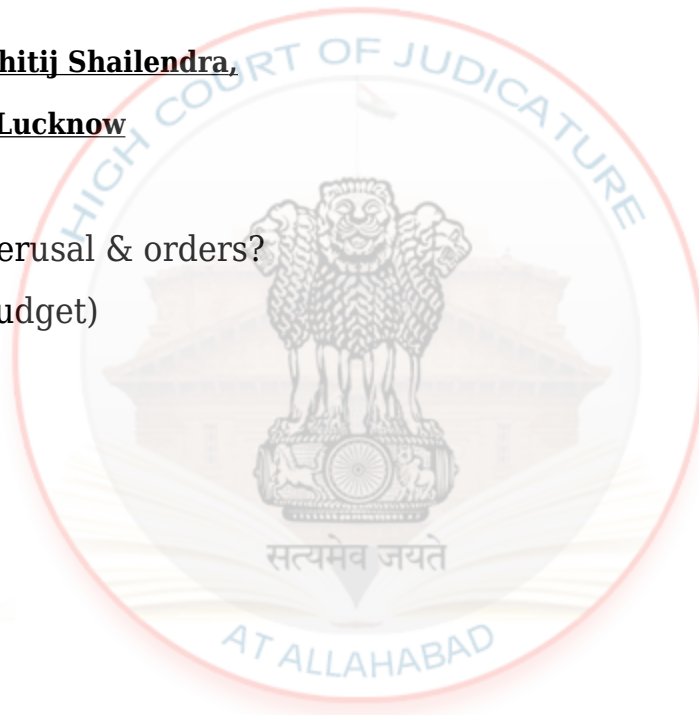 hitij Shailendra,
Lucknow
erusal & orders?
udget)
HIGH COURT OF JUDICATURE
सत्यमेव जयते
AT ALLAHABAD